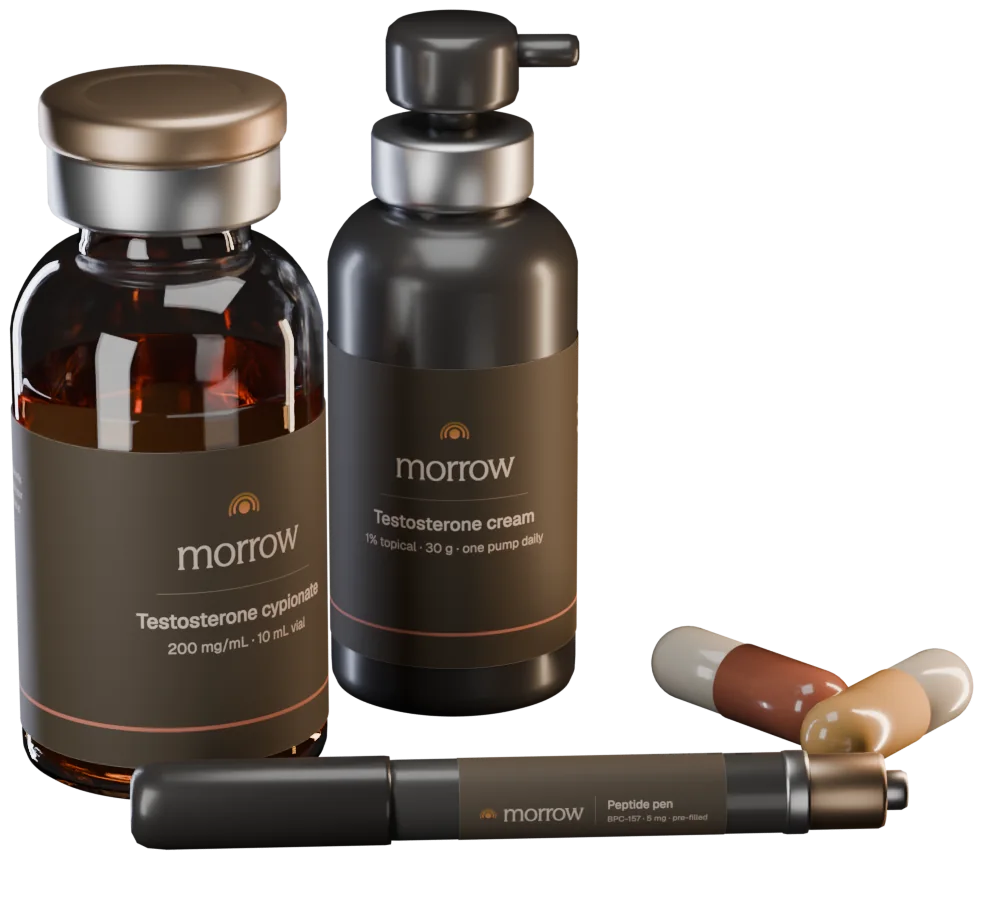 morrow
Testosterone cypionate
200 mg/mL · 10 mL vial
morrow
Testosterone cream
1% topical · 30 g · one pump daily
morrow
Peptide pen
BPC-157 · 5 mg · pre-filled